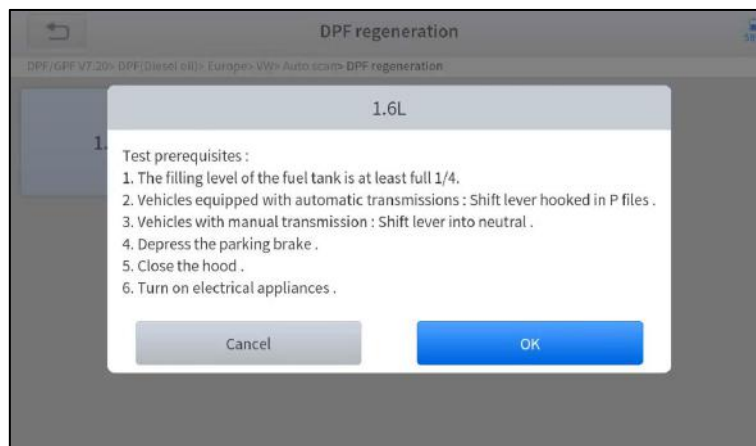 DPF regeneration
DPF/GPF V7.20> DPF(Diesel oil)> Europe> VW> Auto scan> DPF regeneration
1.6L
1.
Test prerequisites :
1. The filling level of the fuel tank is at least full 1/4.
2. Vehicles equipped with automatic transmissions : Shift lever hooked in P files .
3. Vehicles with manual transmission : Shift lever into neutral .
4. Depress the parking brake .
5. Close the hood .
6. Turn on electrical appliances .
Cancel
OK